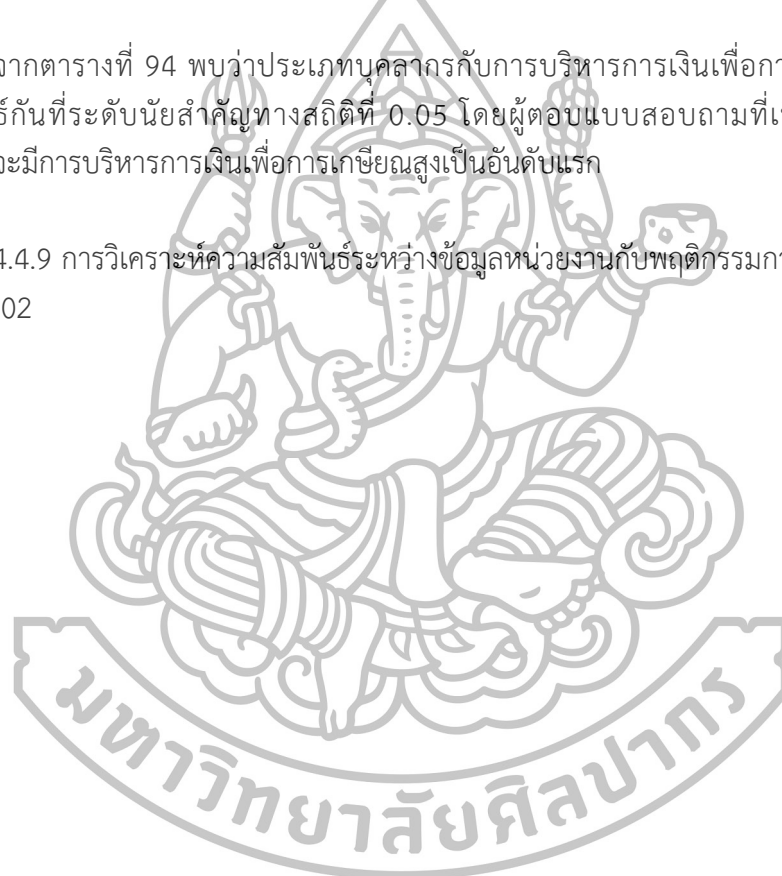 จากตารางที่ 94 พบว่าประเภทบุคลากรกับการบริหารการเงินเพื่อกา
ธ์กันที่ระดับนัยสำคัญทางสถิติที่ 0.05 โดยผู้ตอบแบบสอบถามที่เ
จะมีการบริหารการเงินเพื่อการเกษียณสูงเป็นอันดับแรก
4.4.9 การวิเคราะห์ความสัมพันธ์ระหว่างข้อมูลหน่วยงานกับพฤติกรรมกา
02
มหาวิทยาลัยศิลปากร